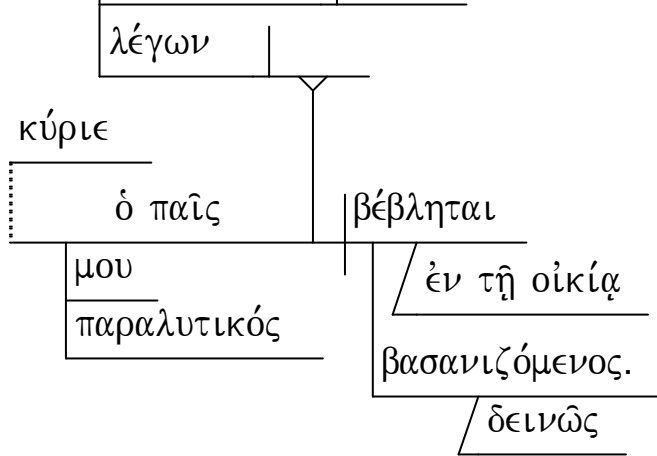 λέγων
κύριε
ὁ παῖς βέβληται
μου ἐν τῇ οἰκίᾳ
παραλυτικός
βασανιζόμενος.
δεινῶς